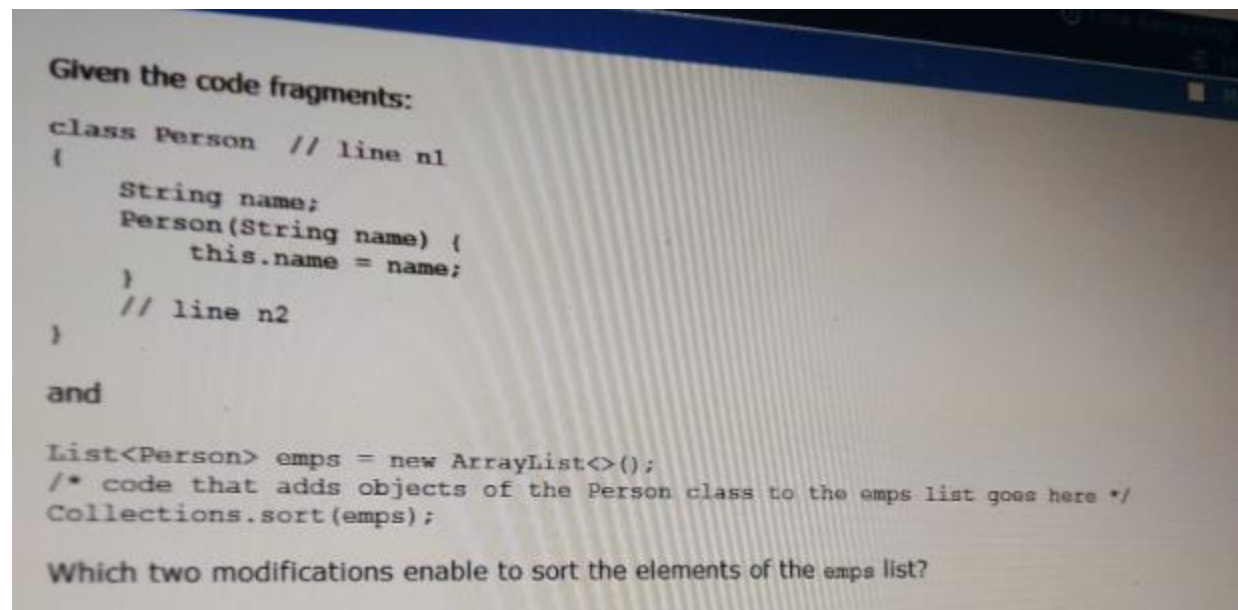 Given the code fragments:
class Person // line n1
{
String name;
Person(String name) {
this.name = name;
}
// line n2
}
and
List<Person> emps = new ArrayList<>();
/* code that adds objects of the Person class to the emps list goes here */
Collections.sort(emps);
Which two modifications enable to sort the elements of the emps list?